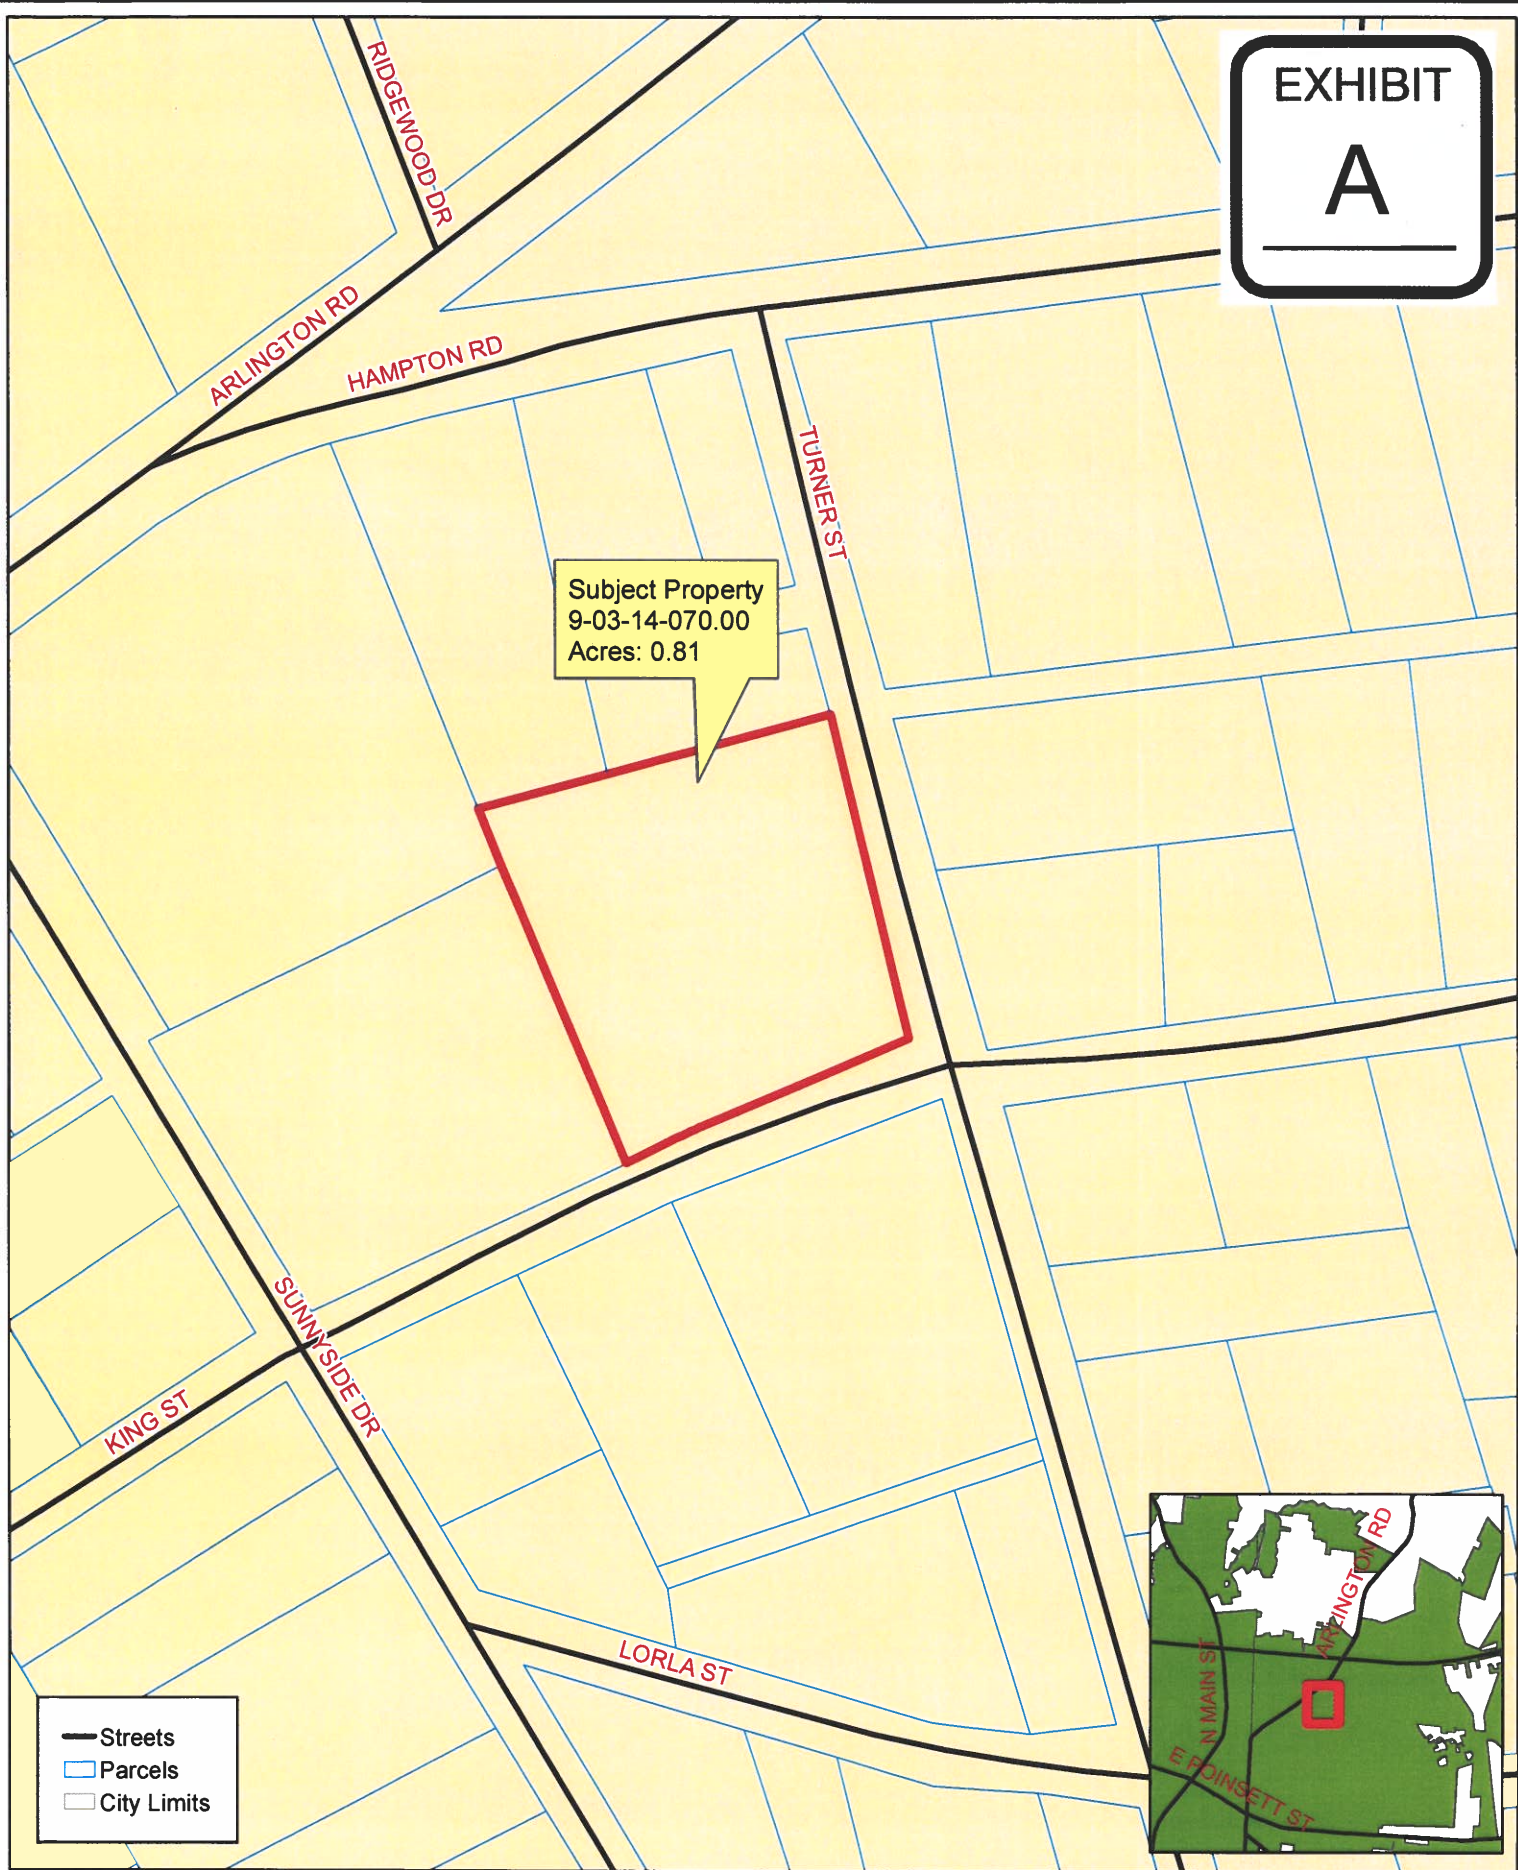 EXHIBIT
A
RIDGEWOOD DR
ARLINGTON RD
HAMPTON RD
TURNER ST
Subject Property
9-03-14-070.00
Acres: 0.81
SUNNYSIDE DR
KING ST
LORLA ST
Streets
Parcels
City Limits
ARLINGTON RD
N MAIN ST
E POINSETT ST